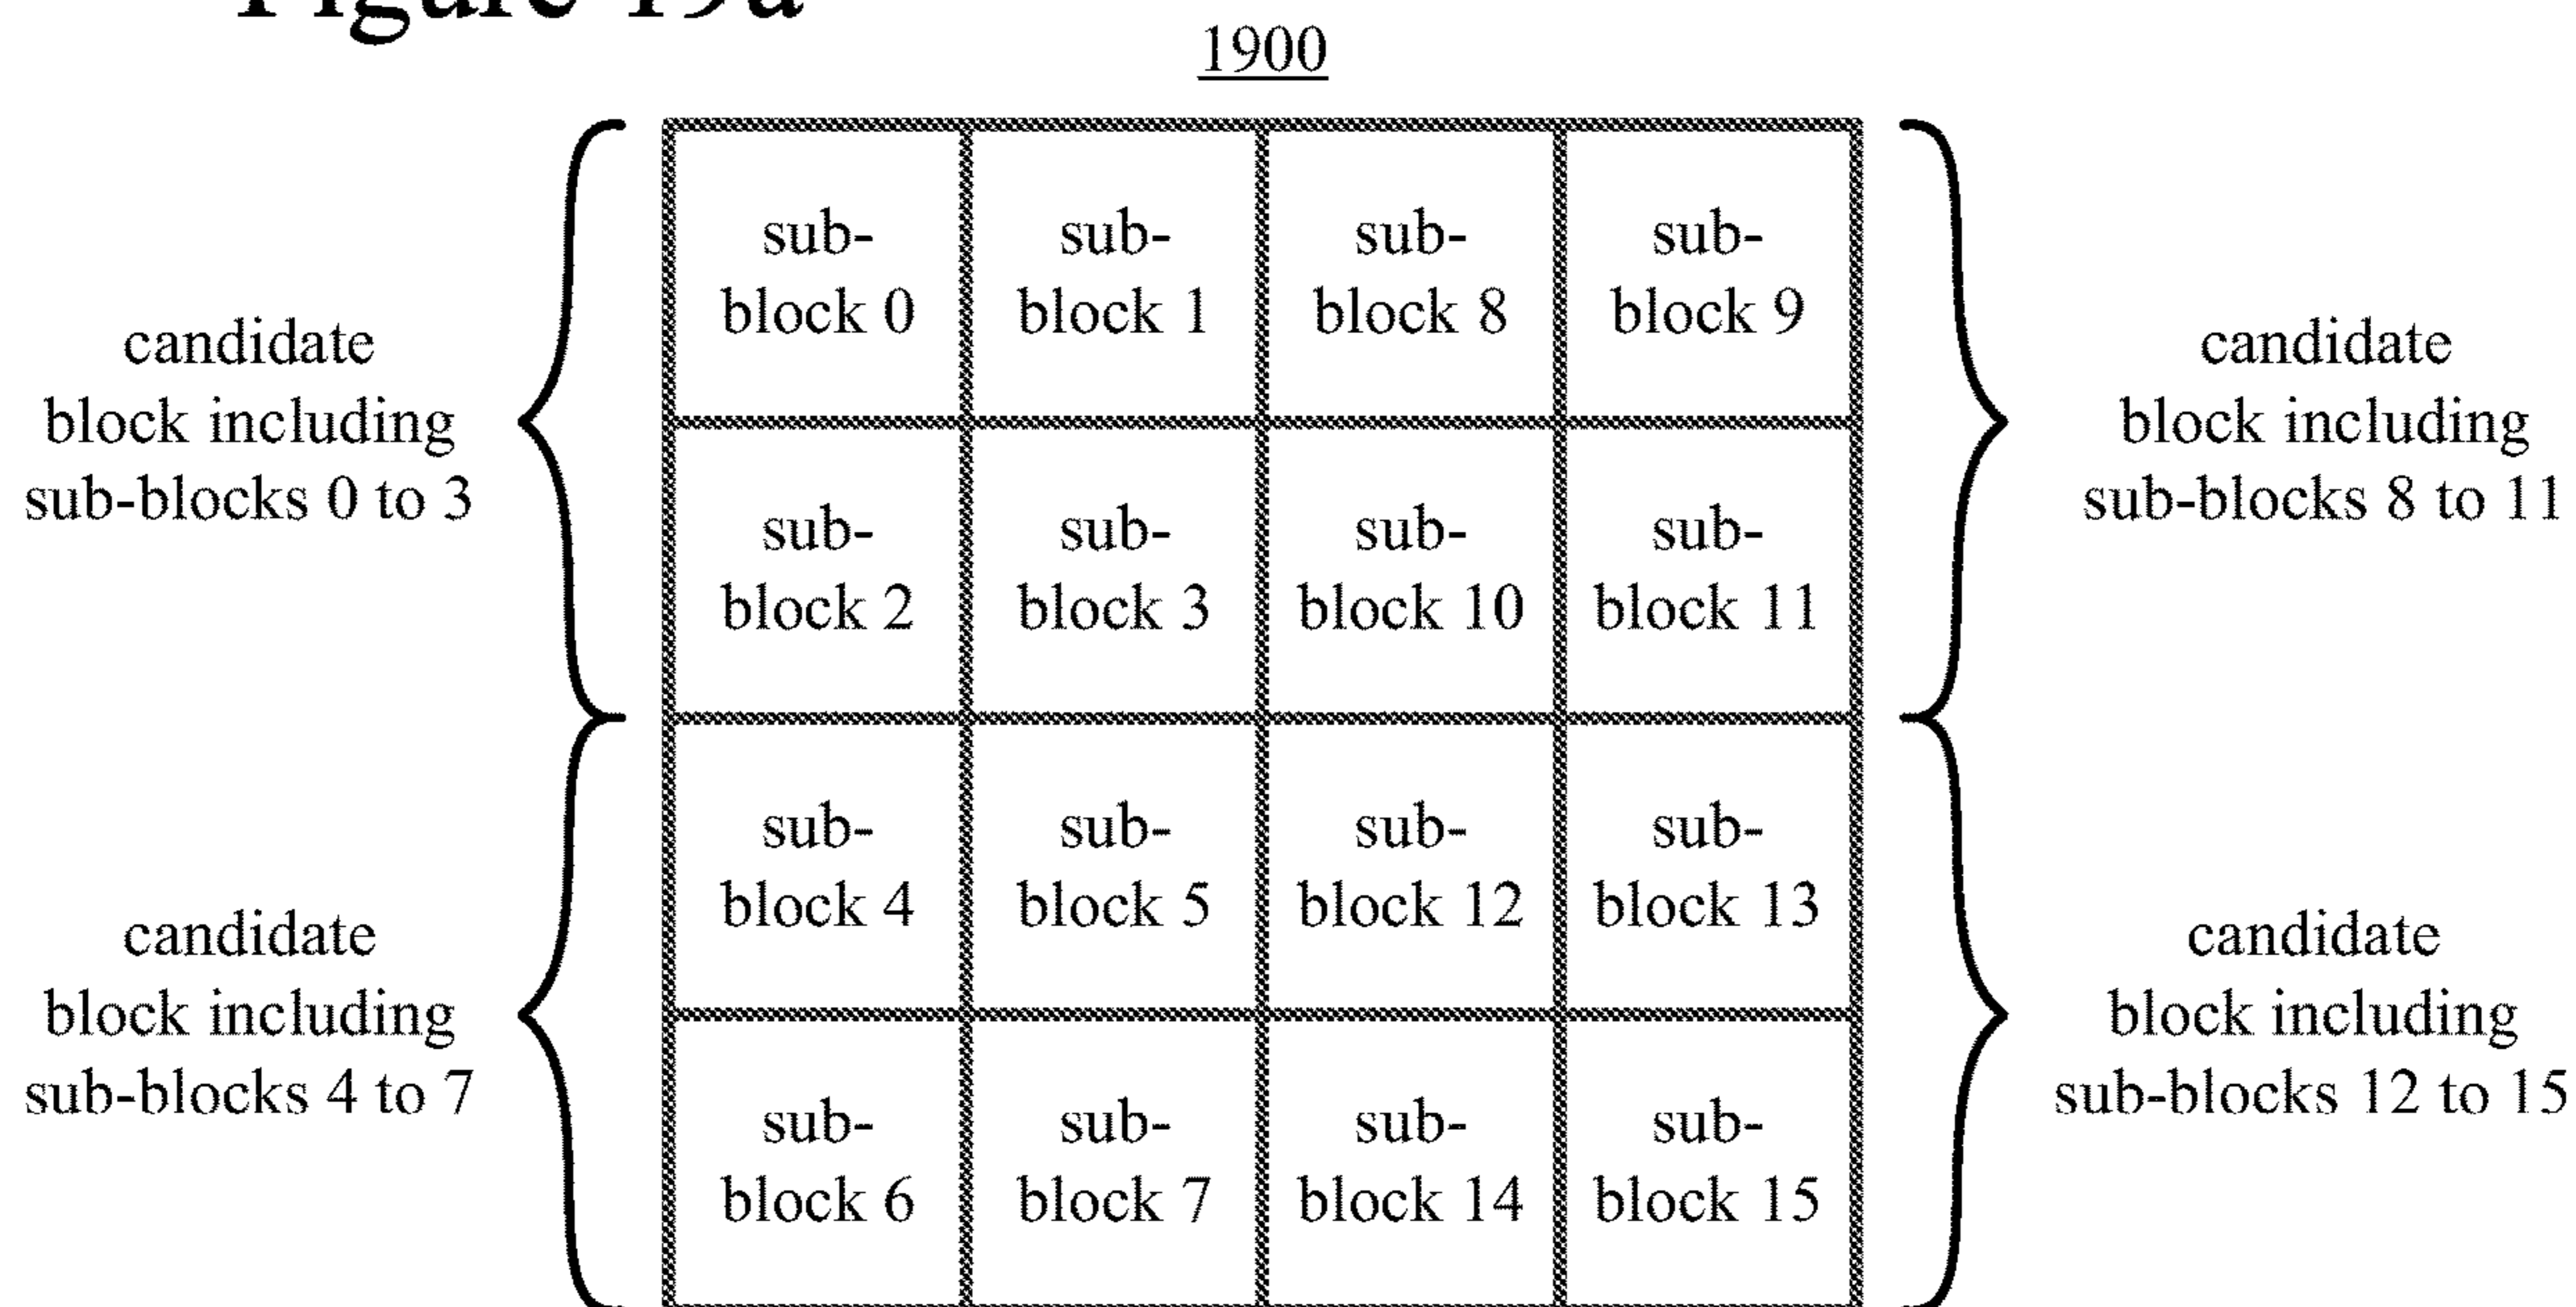 Figure 19a
1900
candidate
block including
sub-blocks 0 to 3
sub-
block 0
sub-
block 1
sub-
block 8
sub-
block 9
sub-
block 2
sub-
block 3
sub-
block 10
sub-
block 11
candidate
block including
sub-blocks 8 to 11
candidate
block including
sub-blocks 4 to 7
sub-
block 4
sub-
block 5
sub-
block 12
sub-
block 13
sub-
block 6
sub-
block 7
sub-
block 14
sub-
block 15
candidate
block including
sub-blocks 12 to 15